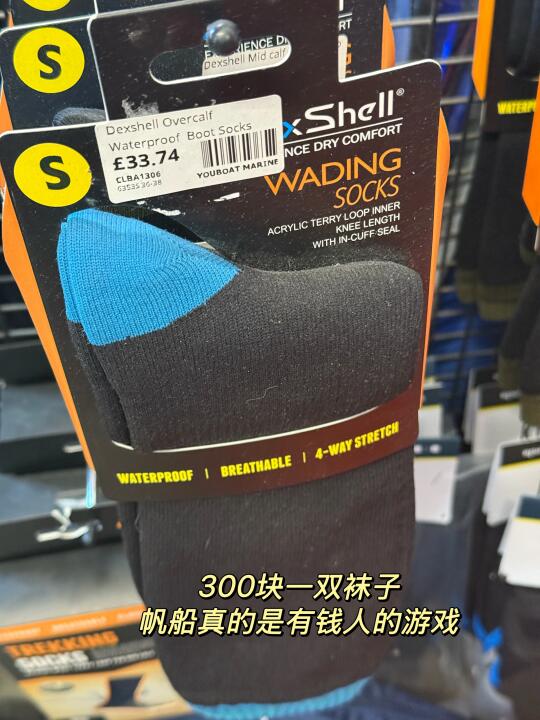 S
S
Dexshell Mid calf
S
Dexshell Overcalf
Waterproof Boot Socks
£33.74
CLBA1306
YOUBOAT MARINE
xShell®
ENCE DRY COMFORT
WADING
SOCKS
ACRYLIC TERRY LOOP INNER
KNEE LENGTH
WITH IN-CUFF SEAL
WATERPROOF | BREATHABLE | 4-WAY STRETCH
300块一双袜子
帆船真的是有钱人的游戏
TREKKING
SOCKS